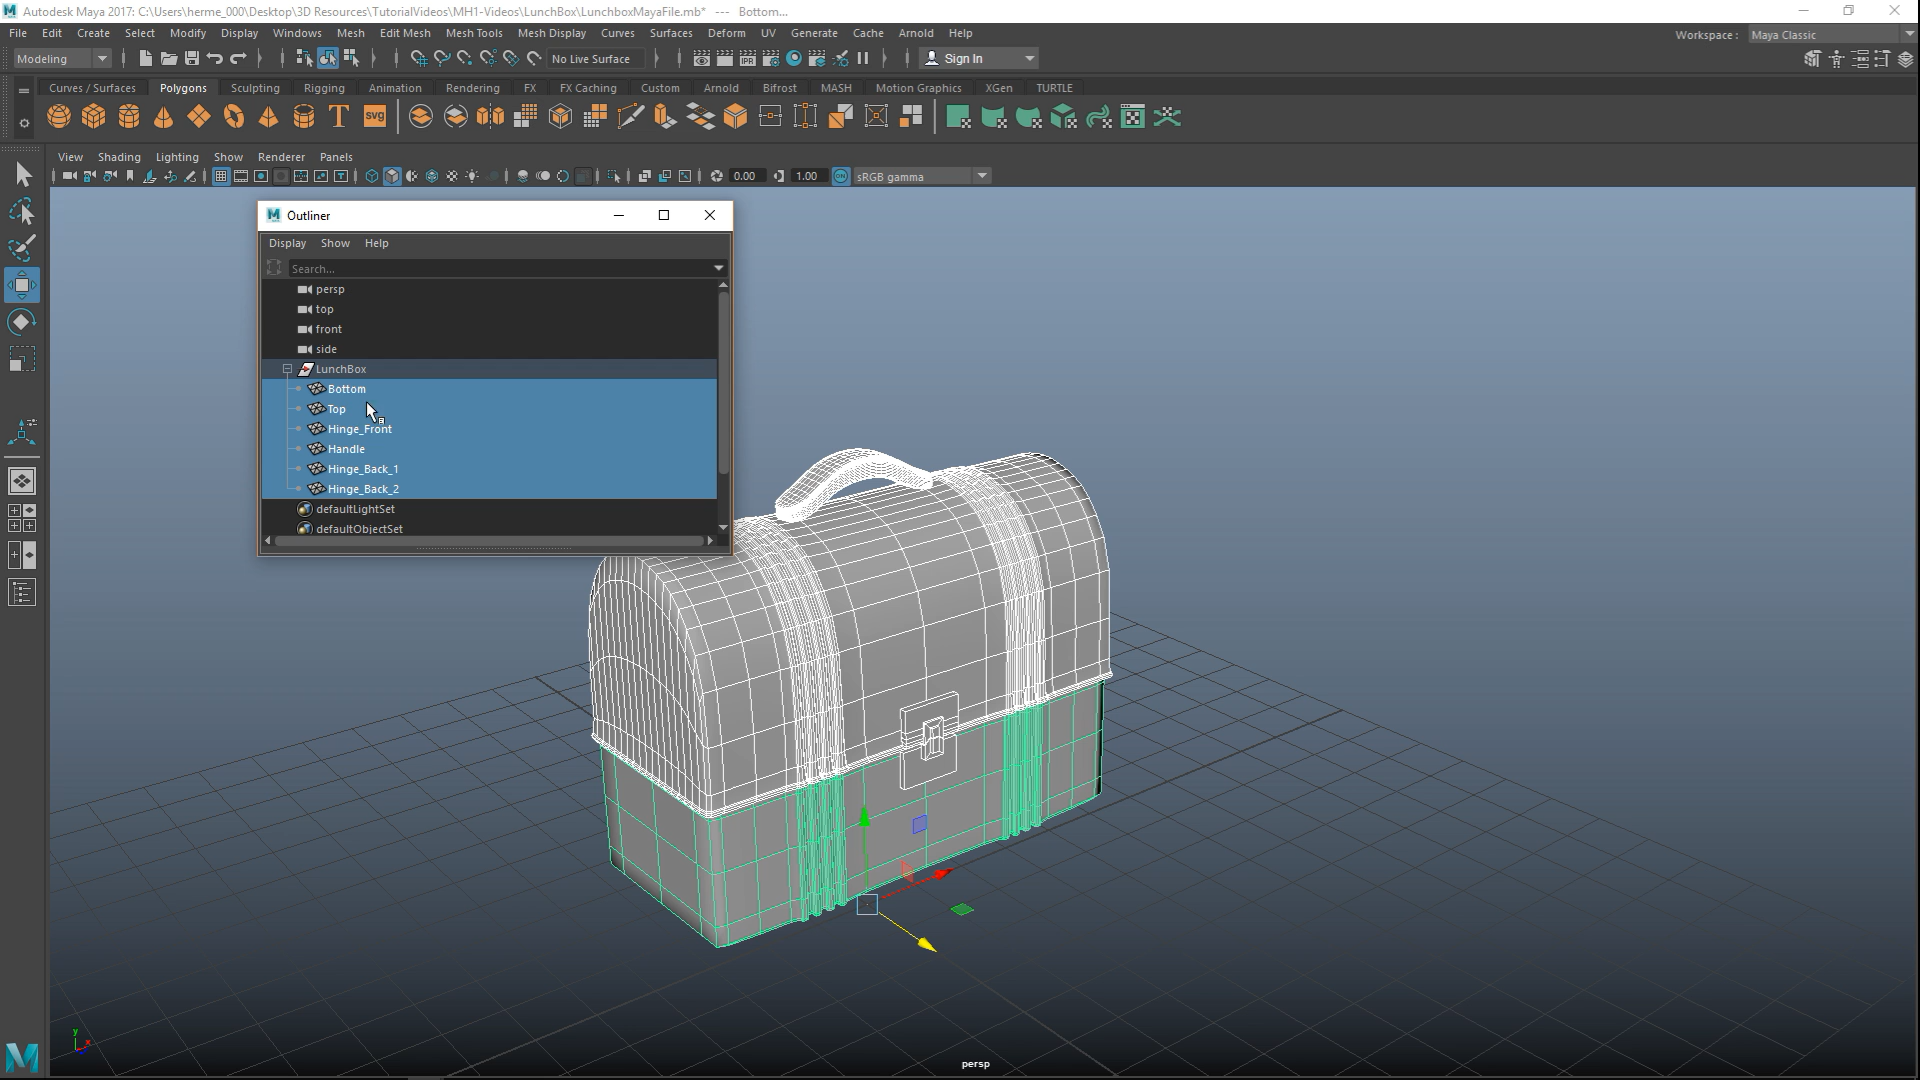 Autodesk Maya 2017: C:\Users\herme_000\Desktop\3D Resources\TutorialVideos\MH1-Videos\LunchBox\LunchboxMayaFile.mb* --- Bottom...
File Edit Create Select Modify Display Windows Mesh Edit Mesh Mesh Tools Mesh Display Curves Surfaces Deform UV Generate Cache Arnold Help
Workspace : Maya Classic
Modeling No Live Surface Sign In
Curves / Surfaces Polygons Sculpting Rigging Animation Rendering FX FX Caching Custom Arnold Bifrost MASH Motion Graphics XGen TURTLE
T svg
View Shading Lighting Show Renderer Panels
0.00 1.00 ON sRGB gamma
Outliner
Display Show Help
Search...
persp
top
front
side
LunchBox
Bottom
Top
Hinge_Front
Handle
Hinge_Back_1
Hinge_Back_2
defaultLightSet
defaultObjectSet
y
x
persp